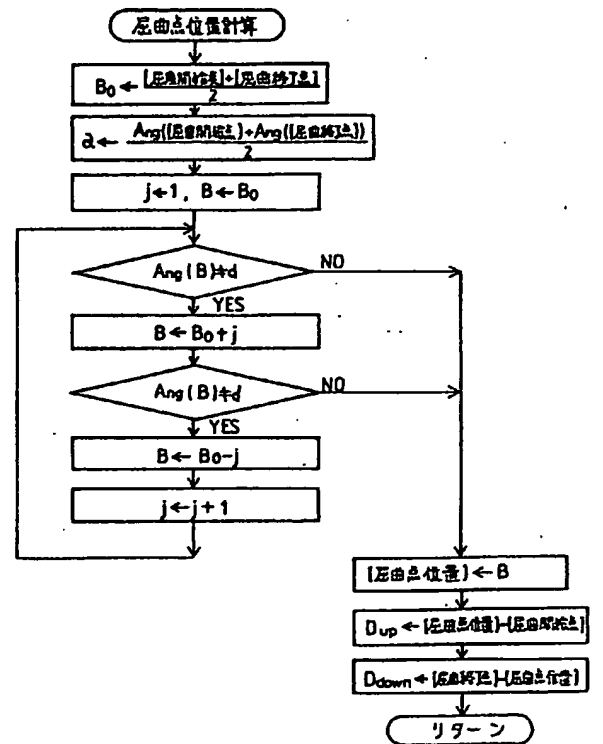 屈曲点位置計算
B₀ ← [屈曲開始点]+[屈曲終了点]
2
Ang([屈曲開始点]+Ang([屈曲終了点])
2
j←1, B←B₀
Ang(B)≠d
NO
YES
B←B₀+j
Ang(B)≠d
NO
YES
B←B₀-j
j←j+1
[屈曲点位置]←B
Dup←[屈曲点位置]-[屈曲開始点]
Ddown←[屈曲終了点]-[屈曲点位置]
リターン